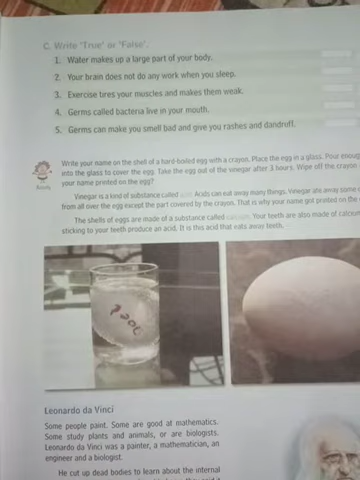 C. Write 'True' or 'False'.
1. Water makes up a large part of your body.
2. Your brain does not do any work when you sleep.
3. Exercise tires your muscles and makes them weak.
4. Germs called bacteria live in your mouth.
5. Germs can make you smell bad and give you rashes and dandruff.
Write your name on the shell of a hard-boiled egg with a crayon. Place the egg in a glass. Pour enough
into the glass to cover the egg. Take the egg out of the vinegar after 3 hours. Wipe off the crayon
your name printed on the egg?
Activity
Vinegar is a kind of substance called acid. Acids can eat away many things. Vinegar ate away some
from all over the egg except the part covered by the crayon. That is why your name got printed on the
The shells of eggs are made of a substance called calcium. Your teeth are also made of calcium
sticking to your teeth produce an acid. It is this acid that eats away teeth.
Leonardo da Vinci
Some people paint. Some are good at mathematics.
Some study plants and animals, or are biologists.
Leonardo da Vinci was a painter, a mathematician, an
engineer and a biologist.
He cut up dead bodies to learn about the internal